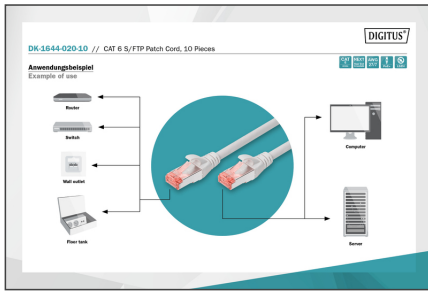 DIGITUS®
DK-1644-020-10 // CAT 6 S/FTP Patch Cord, 10 Pieces
Anwendungsbeispiel
Example of use
Router
Switch
Wall outlet
Floor tank
Computer
Server